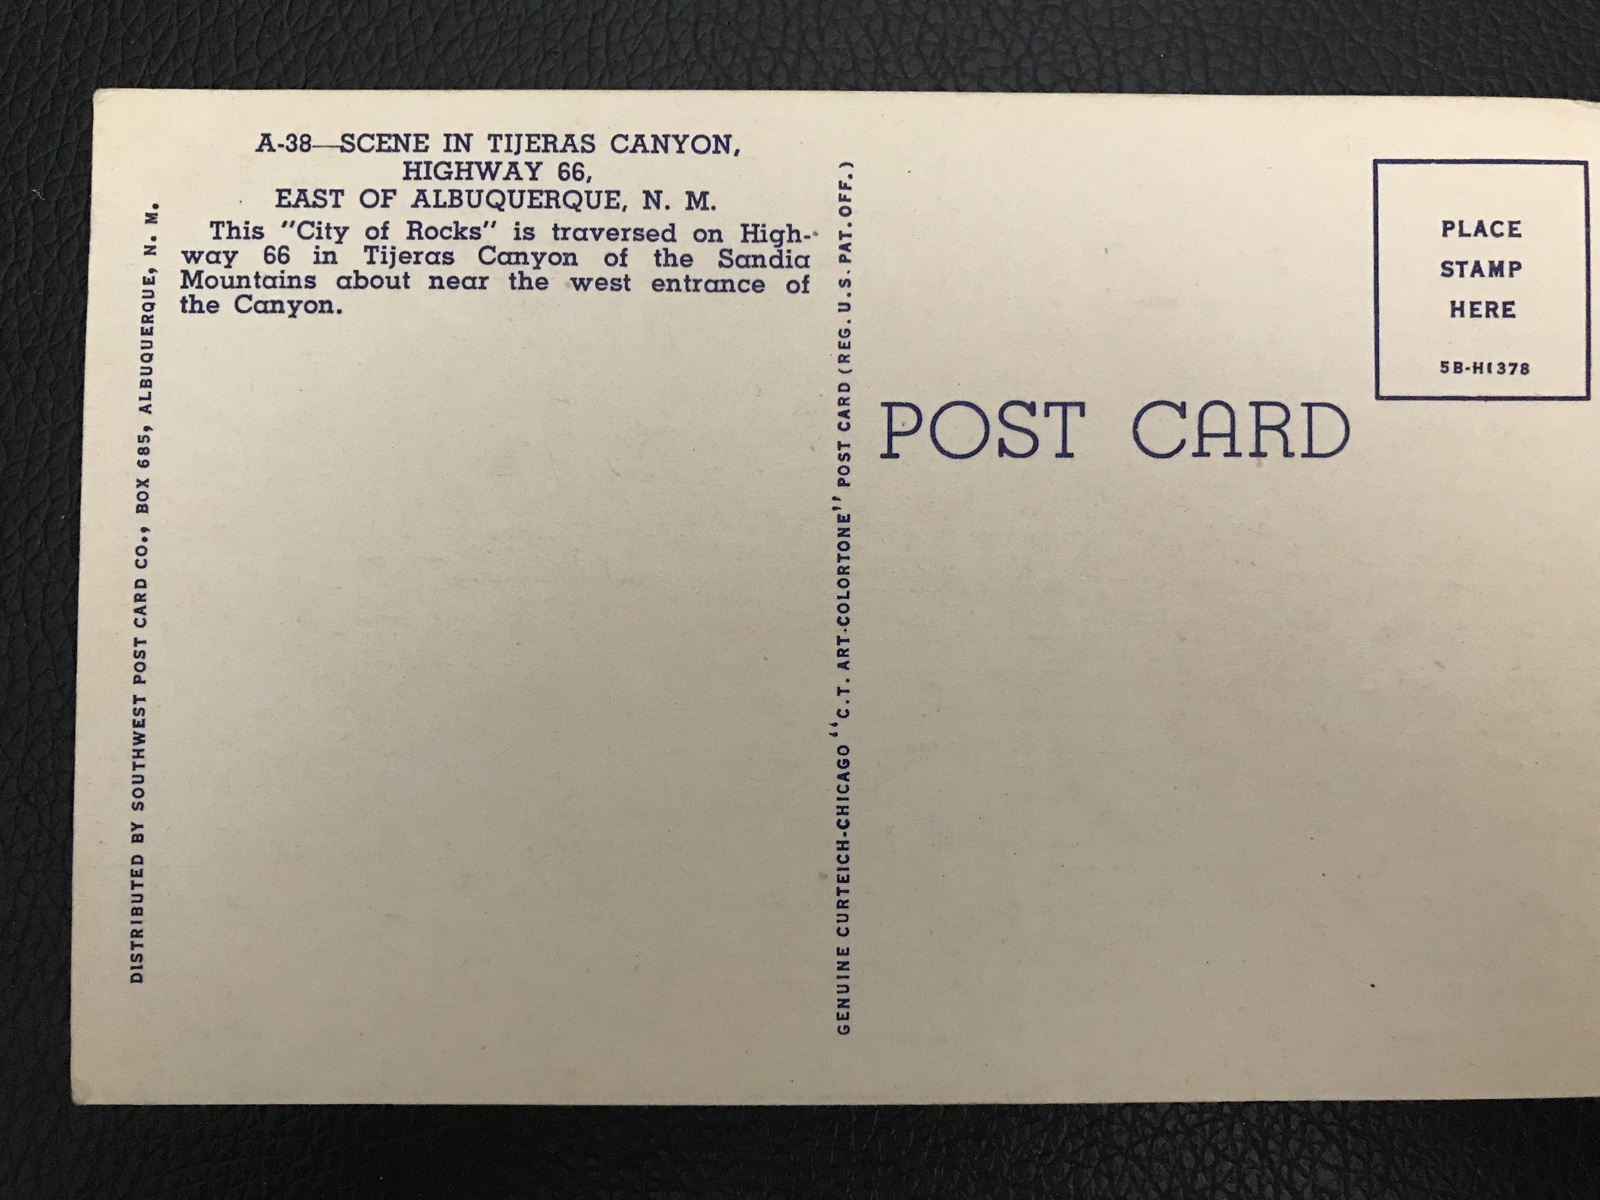 A-38—SCENE IN TIJERAS CANYON,
HIGHWAY 66,
EAST OF ALBUQUERQUE, N. M.
This "City of Rocks" is traversed on High-
way 66 in Tijeras Canyon of the Sandia
Mountains about near the west entrance of
the Canyon.
DISTRIBUTED BY SOUTHWEST POST CARD CO., BOX 685, ALBUQUERQUE, N. M.
GENUINE CURTEICH-CHICAGO "C.T. ART-COLORTONE" POST CARD (REG. U.S. PAT. OFF.)
POST CARD
PLACE
STAMP
HERE
5B-H1378